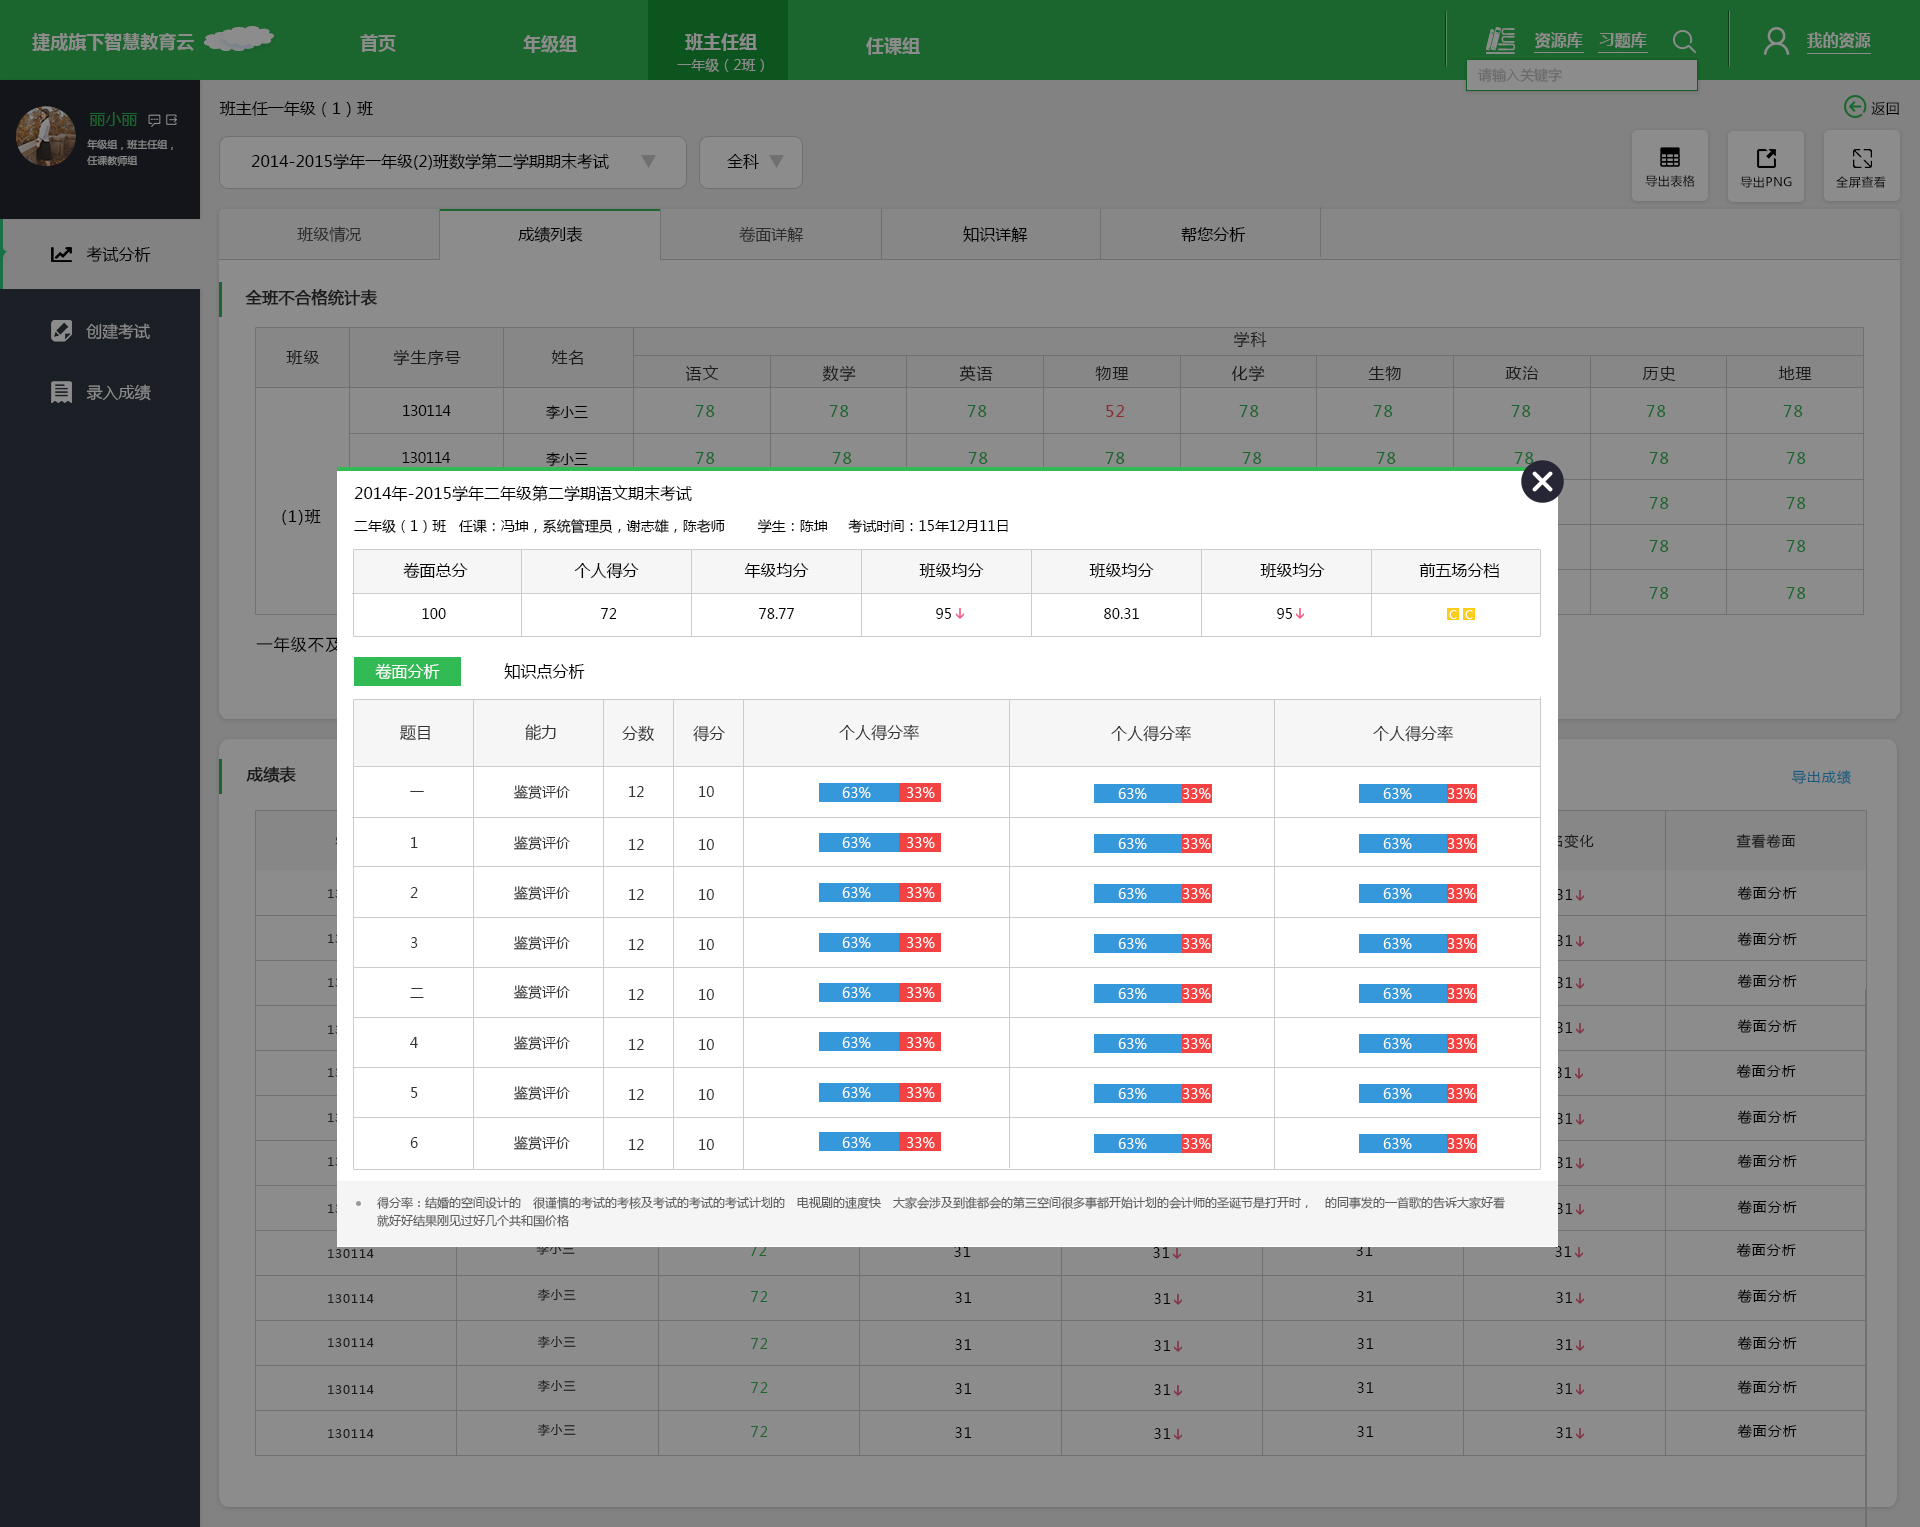 捷成旗下智慧教育云 首页 年级组 班主任组 任课组 资源库 习题库 我的资源
一年级（2班）
请输入关键字
丽小丽
年级组，班主任组，
任课教师组
考试分析
创建考试
录入成绩
班主任一年级（1）班 返回
2014-2015学年一年级(2)班数学第二学期期末考试 全科 导出表格 导出PNG 全屏查看
班级情况 成绩列表 卷面详解 知识详解 帮您分析
全班不合格统计表
班级 学生序号 姓名 学科
语文 数学 英语 物理 化学 生物 政治 历史 地理
130114 李小三 78 78 78 52 78 78 78 78 78
130114 李小三 78 78 78 78 78 78 78 78 78
(1)班
78 78
78 78
78 78
一年级不及
2014年-2015学年二年级第二学期语文期末考试
二年级（1）班 任课：冯坤，系统管理员，谢志雄，陈老师 学生：陈坤 考试时间：15年12月11日
卷面总分 个人得分 年级均分 班级均分 班级均分 班级均分 前五场分档
100 72 78.77 95↓ 80.31 95↓ C C
卷面分析 知识点分析
题目 能力 分数 得分 个人得分率 个人得分率 个人得分率
一 鉴赏评价 12 10 63% 33% 63% 33% 63% 33%
1 鉴赏评价 12 10 63% 33% 63% 33% 63% 33%
2 鉴赏评价 12 10 63% 33% 63% 33% 63% 33%
3 鉴赏评价 12 10 63% 33% 63% 33% 63% 33%
二 鉴赏评价 12 10 63% 33% 63% 33% 63% 33%
4 鉴赏评价 12 10 63% 33% 63% 33% 63% 33%
5 鉴赏评价 12 10 63% 33% 63% 33% 63% 33%
6 鉴赏评价 12 10 63% 33% 63% 33% 63% 33%
得分率：结婚的空间设计的 很谨慎的考试的考核及考试的考试的考试计划的 电视剧的速度快 大家会涉及到谁都会的第三空间很多事都开始计划的会计师的圣诞节是打开时， 的同事发的一首歌的告诉大家好看
就好好结果刚见过好几个共和国价格
成绩表 导出成绩
变化 查看卷面
31↓ 卷面分析
31↓ 卷面分析
31↓ 卷面分析
31↓ 卷面分析
31↓ 卷面分析
31↓ 卷面分析
31↓ 卷面分析
31↓ 卷面分析
130114 李小三 72 31 31↓ 31 31↓ 卷面分析
130114 李小三 72 31 31↓ 31 31↓ 卷面分析
130114 李小三 72 31 31↓ 31 31↓ 卷面分析
130114 李小三 72 31 31↓ 31 31↓ 卷面分析
130114 李小三 72 31 31↓ 31 31↓ 卷面分析